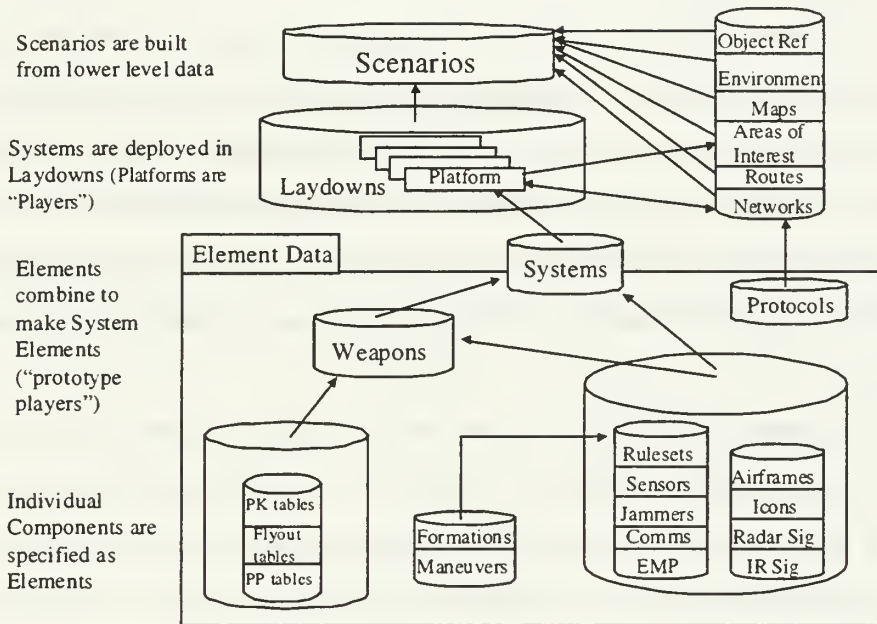 Scenarios are built
from lower level data
Scenarios
Object Ref
Environment
Maps
Areas of
Interest
Routes
Networks
Systems are deployed in
Laydowns (Platforms are
“Players”)
Laydowns
Platform
Element Data
Systems
Protocols
Elements
combine to
make System
Elements
(“prototype
players”)
Weapons
Individual
Components are
specified as
Elements
PK tables
Flyout
tables
PP tables
Formations
Maneuvers
Rulesets
Sensors
Jammers
Comms
EMP
Airframes
Icons
Radar Sig
IR Sig